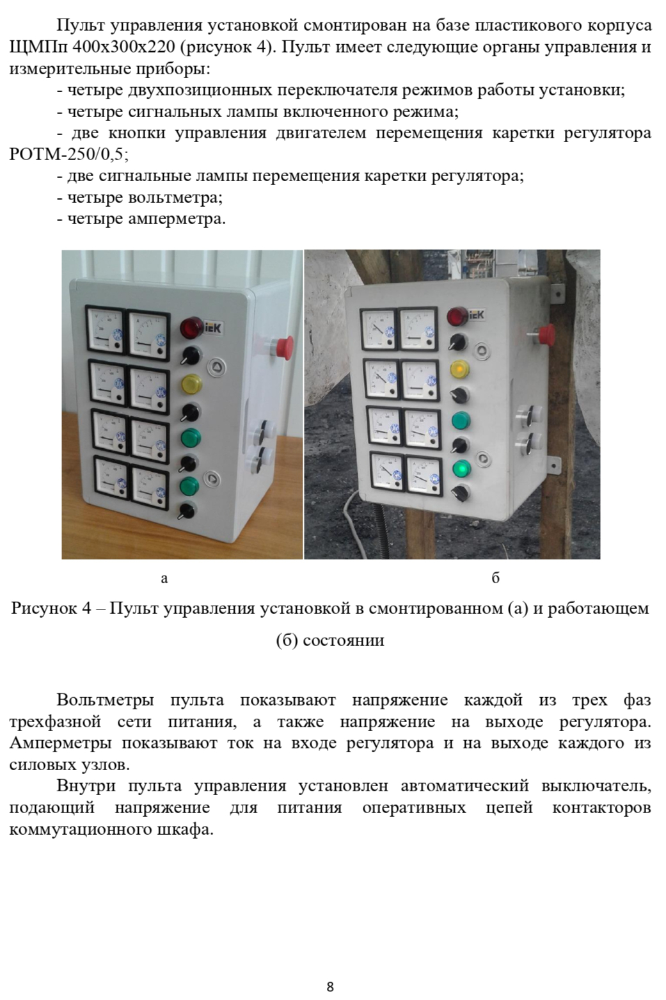 Пульт управления установкой смонтирован на базе пластикового корпуса
ЩМПп 400х300х220 (рисунок 4). Пульт имеет следующие органы управления и
измерительные приборы:
- четыре двухпозиционных переключателя режимов работы установки;
- четыре сигнальных лампы включенного режима;
- две кнопки управления двигателем перемещения каретки регулятора
РОТМ-250/0,5;
- две сигнальные лампы перемещения каретки регулятора;
- четыре вольтметра;
- четыре амперметра.
V A iEK
iEK
а б
Рисунок 4 – Пульт управления установкой в смонтированном (а) и работающем
(б) состоянии
Вольтметры пульта показывают напряжение каждой из трех фаз
трехфазной сети питания, а также напряжение на выходе регулятора.
Амперметры показывают ток на входе регулятора и на выходе каждого из
силовых узлов.
Внутри пульта управления установлен автоматический выключатель,
подающий напряжение для питания оперативных цепей контакторов
коммутационного шкафа.
8